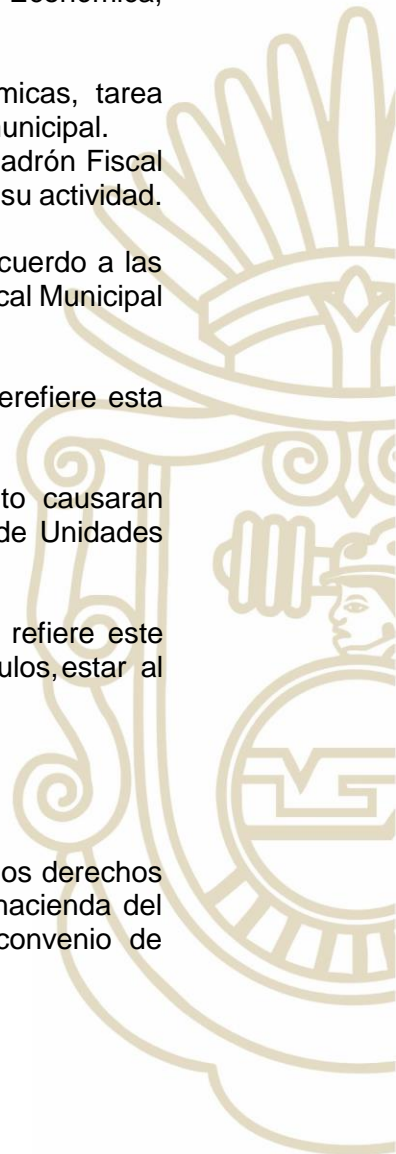 Económica,
micas, tarea
unicipal.
adrón Fiscal
su actividad.
cuerdo a las
cal Municipal
erefiere esta
to causaran
de Unidades
refiere este
ulos, estar al
os derechos
hacienda del
convenio de